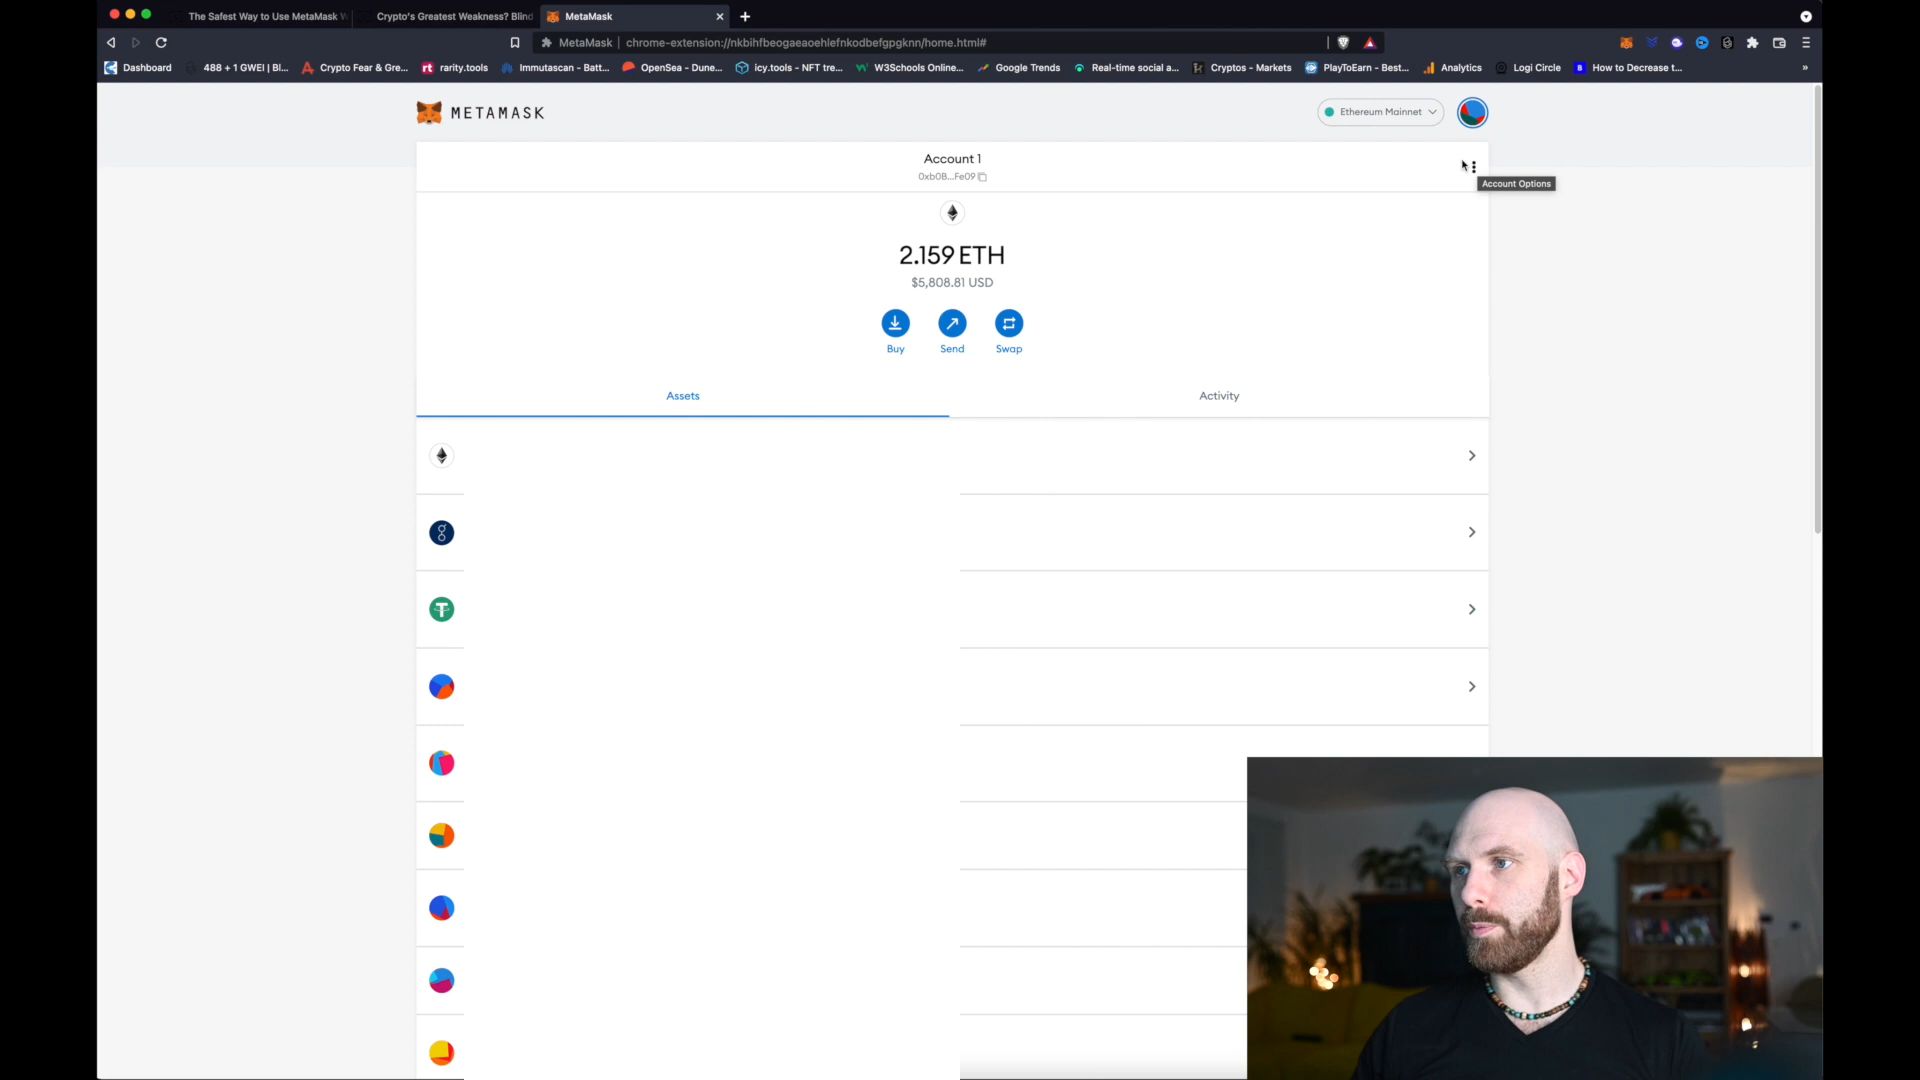 The Safest Way to Use MetaMask
Crypto's Greatest Weakness? Blind
MetaMask
MetaMask
chrome-extension://nkbihfbeogaeaoehlefnkodbefgpgknn/home.html#
Dashboard
488 + 1 GWEI | Bl...
Crypto Fear & Gre...
rt
rarity.tools
Immutascan - Batt...
OpenSea - Dune...
icy.tools - NFT tre...
W3Schools Online...
Google Trends
Real-time social a...
Cryptos - Markets
PlayToEarn - Best...
Analytics
Logi Circle
B
How to Decrease t...
»
METAMASK
Ethereum Mainnet
Account 1
0xb0B...Fe09
Account Options
2.159 ETH
$5,808.81 USD
Buy
Send
Swap
Assets
Activity